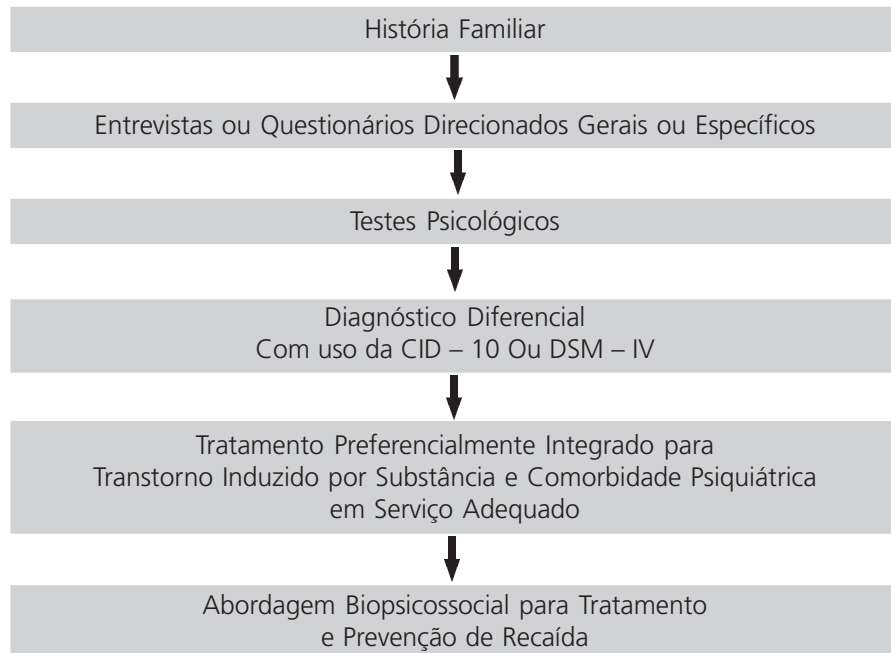 História Familiar
Entrevistas ou Questionários Direcionados Gerais ou Específicos
Testes Psicológicos
Diagnóstico Diferencial
Com uso da CID – 10 Ou DSM – IV
Tratamento Preferencialmente Integrado para
Transtorno Induzido por Substância e Comorbidade Psiquiátrica
em Serviço Adequado
Abordagem Biopsicossocial para Tratamento
e Prevenção de Recaída